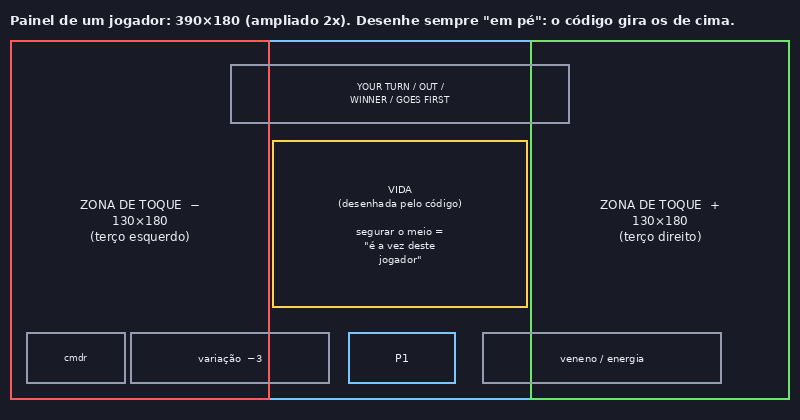 Painel de um jogador: 390×180 (ampliado 2x). Desenhe sempre "em pé": o código gira os de cima.
YOUR TURN / OUT /
WINNER / GOES FIRST
ZONA DE TOQUE −
130×180
(terço esquerdo)
VIDA
(desenhada pelo código)
segurar o meio =
"é a vez deste
jogador"
ZONA DE TOQUE +
130×180
(terço direito)
cmdr
variação −3
P1
veneno / energia